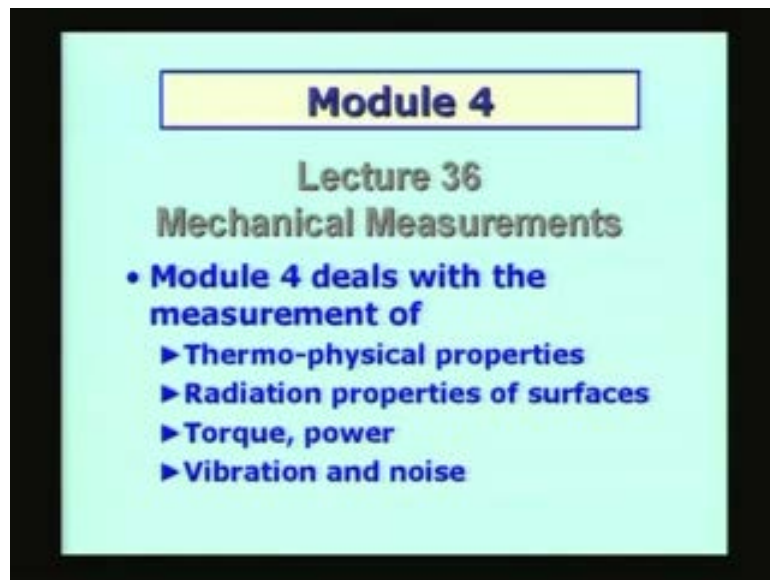 Module 4
Lecture 36
Mechanical Measurements
• Module 4 deals with the
measurement of
►Thermo-physical properties
►Radiation properties of surfaces
►Torque, power
►Vibration and noise